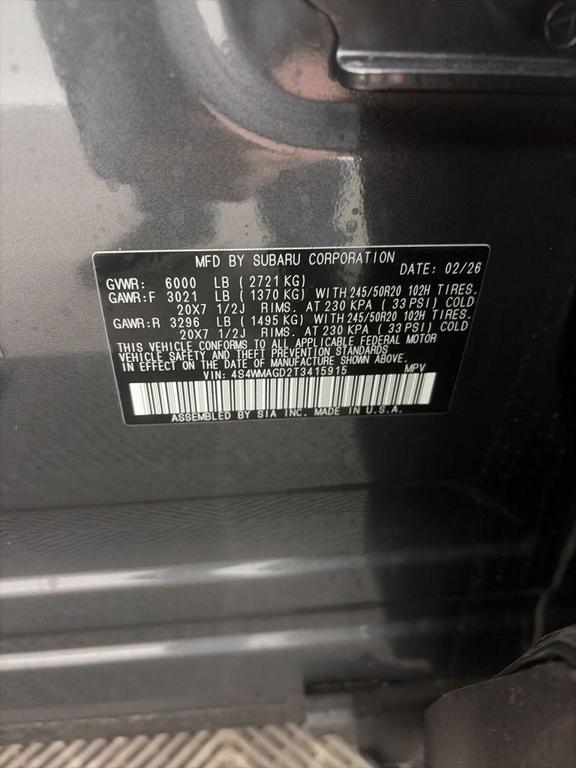 MFD BY SUBARU CORPORATION
DATE: 02/26
GVWR: 6000 LB ( 2721 KG)
GAWR:F 3021 LB ( 1370 KG) WITH 245/50R20 102H TIRES.
20X7 1/2J RIMS. AT 230 KPA ( 33 PSI) COLD
GAWR:R 3296 LB ( 1495 KG) WITH 245/50R20 102H TIRES.
20X7 1/2J RIMS. AT 230 KPA ( 33 PSI) COLD
THIS VEHICLE CONFORMS TO ALL APPLICABLE FEDERAL MOTOR
VEHICLE SAFETY AND THEFT PREVENTION STANDARDS
IN EFFECT ON THE DATE OF MANUFACTURE SHOWN ABOVE.
VIN: 4S4WMAGD2T3415915 MPV
ASSEMBLED BY SIA INC. MADE IN U.S.A.